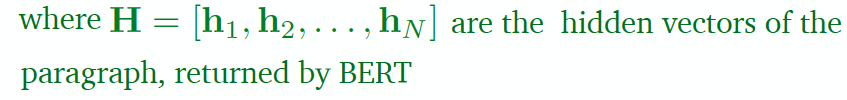 where H = [h₁, h₂, . . . , h_N] are the hidden vectors of the
paragraph, returned by BERT